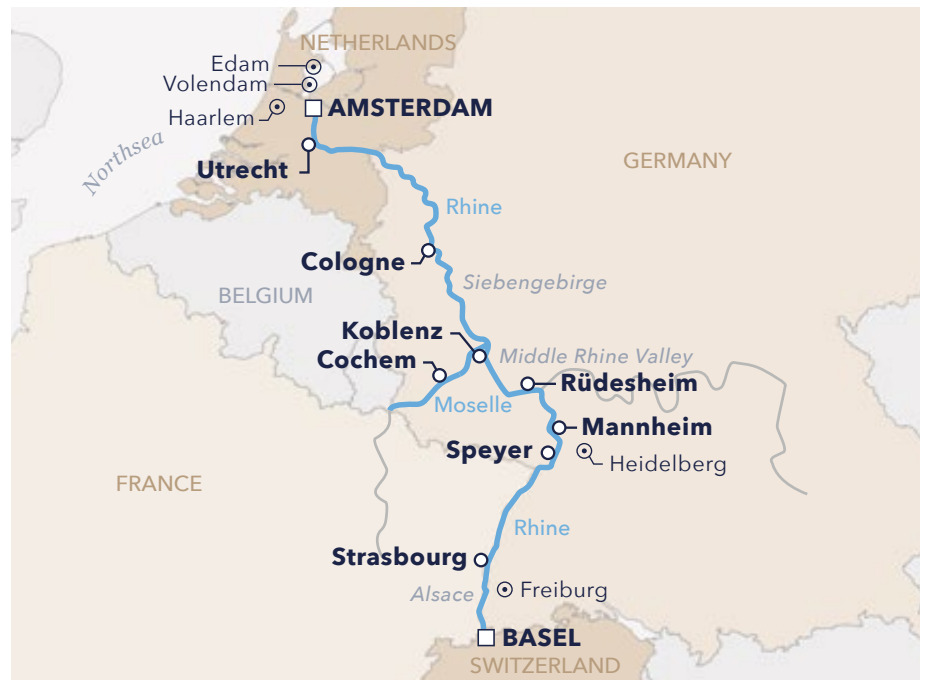 NETHERLANDS
Edam
Volendam
Haarlem
AMSTERDAM
Northsea
Utrecht
GERMANY
Rhine
Cologne
Siebengebirge
BELGIUM
Koblenz
Middle Rhine Valley
Cochem
Rüdesheim
Moselle
Mannheim
Speyer
Heidelberg
FRANCE
Rhine
Strasbourg
Freiburg
Alsace
BASEL
SWITZERLAND